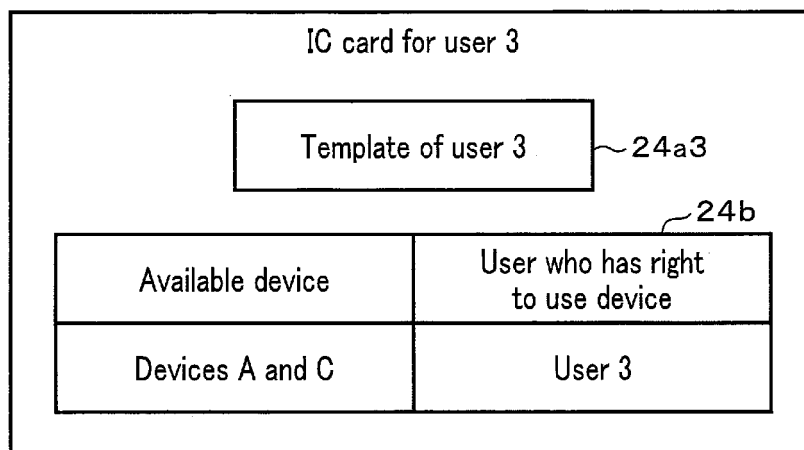 IC card for user 3
Template of user 3
24a3
24b
Available device
User who has right
to use device
Devices A and C
User 3